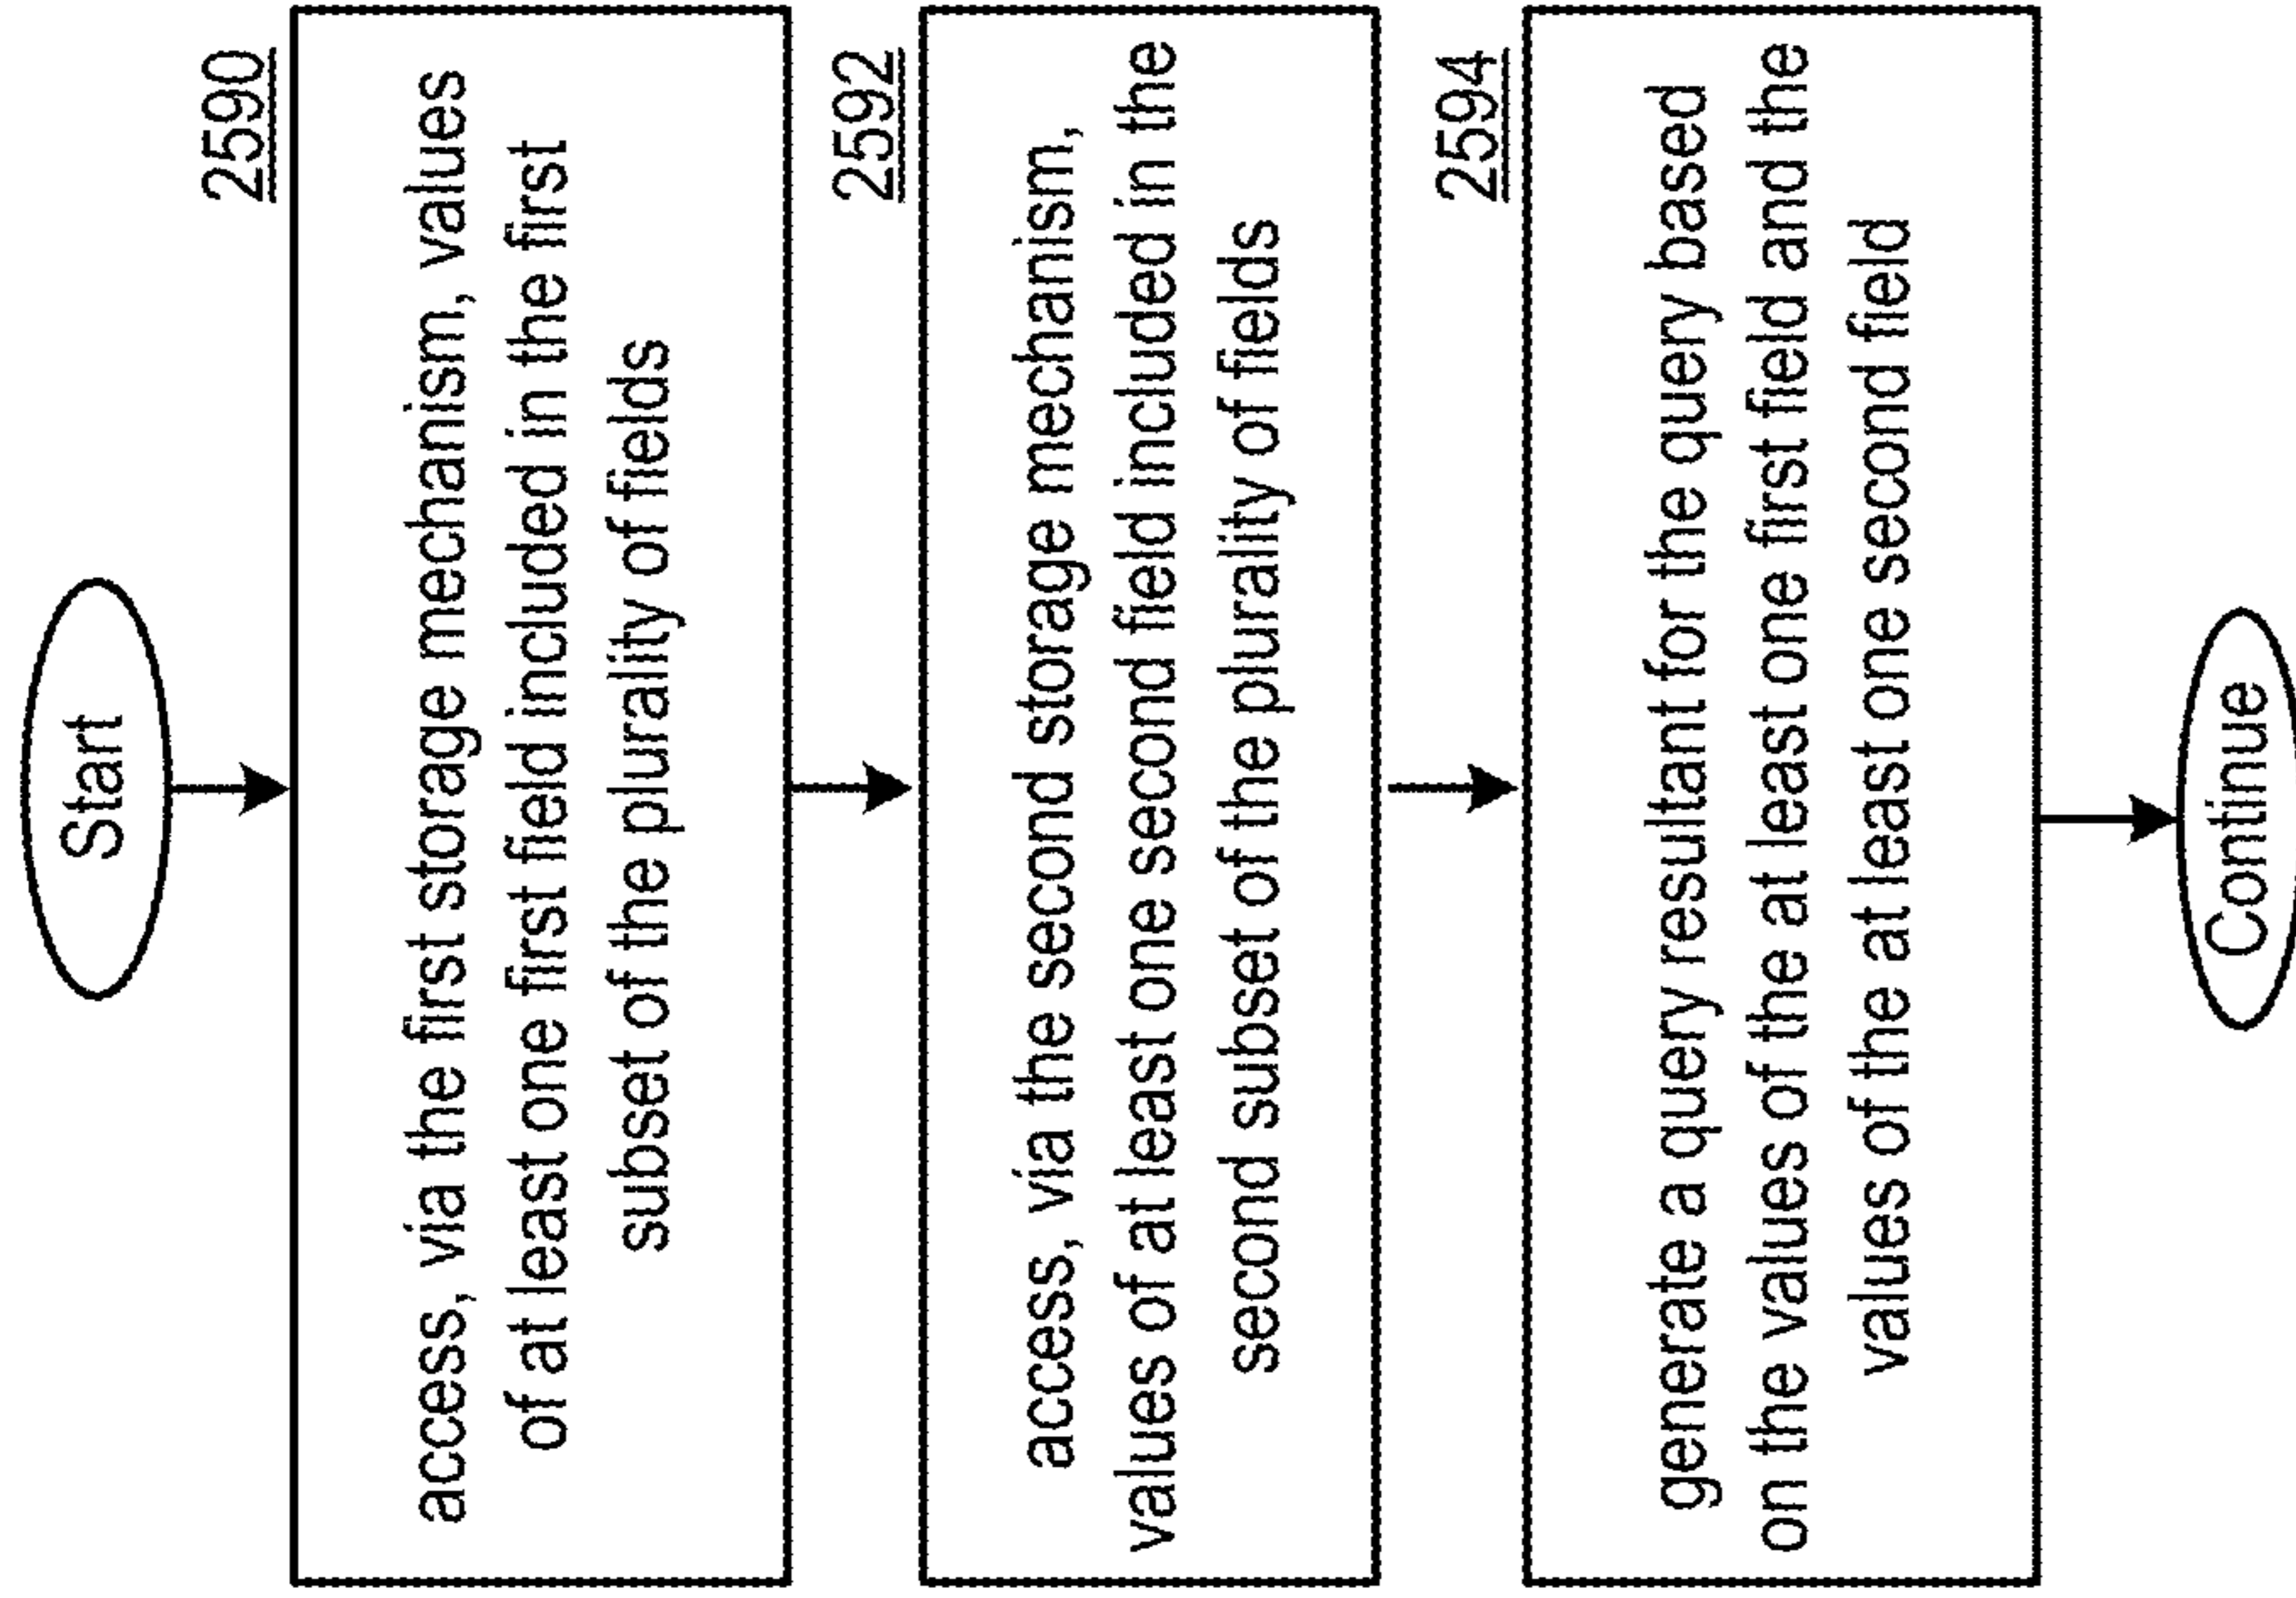 Start
2590
access, via the first storage mechanism, values
of at least one first field included in the first
subset of the plurality of fields
2592
access, via the second storage mechanism,
values of at least one second field included in the
second subset of the plurality of fields
2594
generate a query resultant for the query based
on the values of the at least one first field and the
values of the at least one second field
Continue